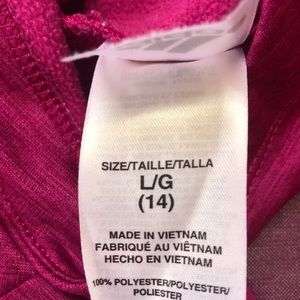 SIZE/TAILLE/TALLA
L/G
(14)
MADE IN VIETNAM
FABRIQUÉ AU VIÊTNAM
HECHO EN VIETNAM
100% POLYESTER/POLYESTER/
POLIESTER